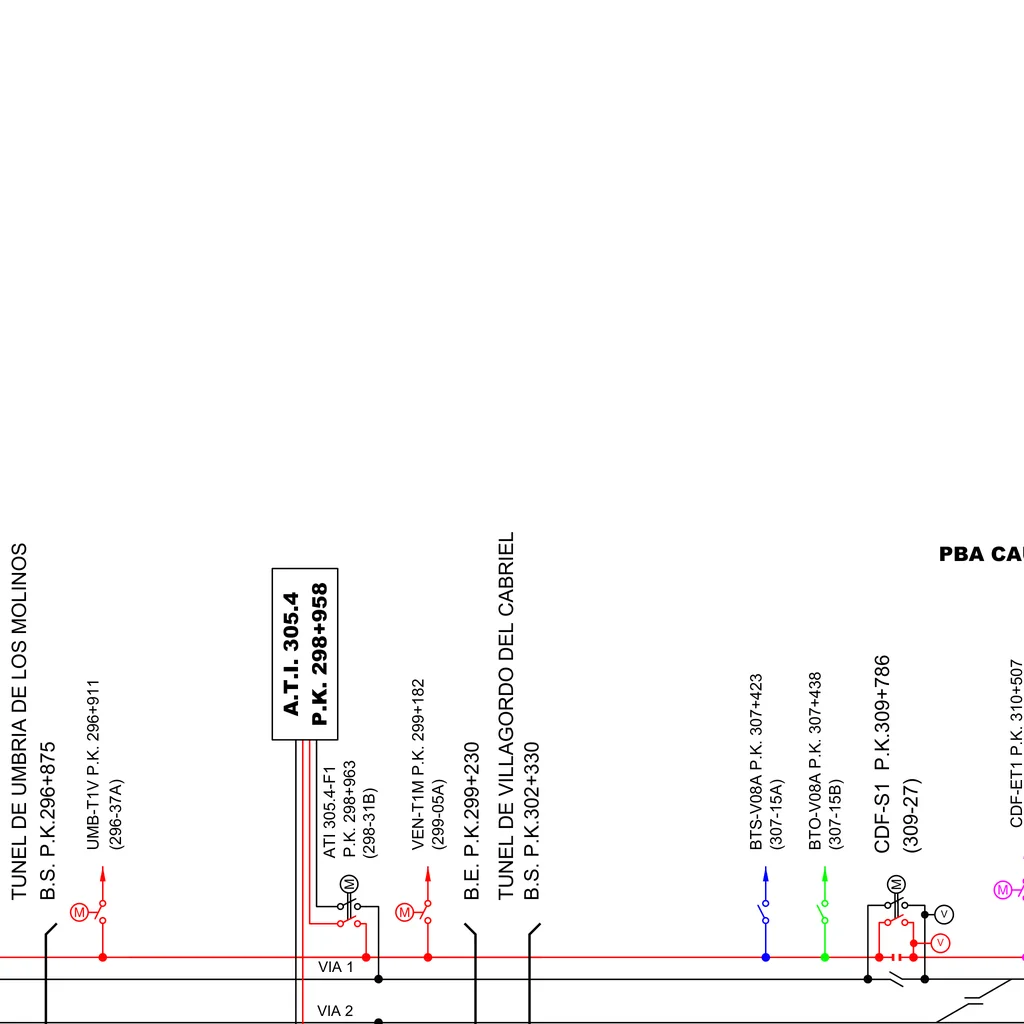 TUNEL DE UMBRIA DE LOS MOLINOS
B.S. P.K.296+875
UMB-T1V P.K. 296+911
(296-37A)
M
A.T.I. 305.4
P.K. 298+958
ATI 305.4-F1
P.K. 298+963
(298-31B)
M
VEN-T1M P.K. 299+182
(299-05A)
M
B.E. P.K.299+230
TUNEL DE VILLAGORDO DEL CABRIEL
B.S. P.K.302+330
BTS-V08A P.K. 307+423
(307-15A)
BTO-V08A P.K. 307+438
(307-15B)
CDF-S1 P.K.309+786
(309-27)
M
V
V
PBA
CDF-ET1 P.K. 310+507
M
VIA 1
VIA 2